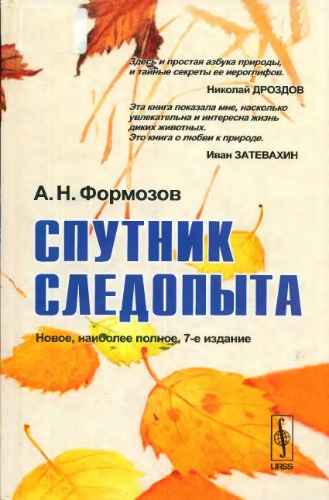 Здесь и простая азбука природы,
и тайные секреты ее иероглифов.
Николай ДРОЗДОВ
Эта книга показала мне, насколько
увлекательна и интересна жизнь
диких животных.
Это книга о любви к природе.
Иван ЗАТЕВАХИН
А. Н. Формозов
СПУТНИК
СЛЕДОПЫТА
Новое, наиболее полное, 7-е издание
URSS